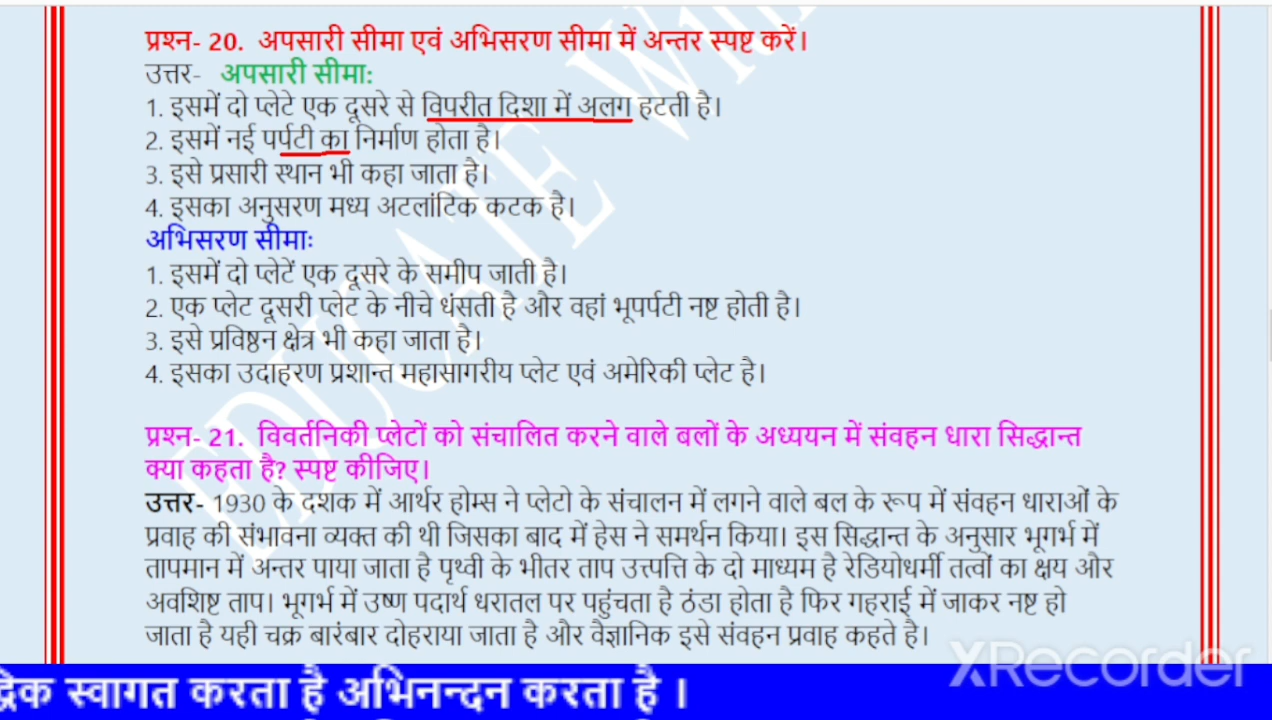 प्रश्न- 20. अपसारी सीमा एवं अभिसरण सीमा में अन्तर स्पष्ट करें।
उत्तर- अपसारी सीमा:
1. इसमें दो प्लेटे एक दूसरे से विपरीत दिशा में अलग हटती है।
2. इसमें नई पर्पटी का निर्माण होता है।
3. इसे प्रसारी स्थान भी कहा जाता है।
4. इसका अनुसरण मध्य अटलांटिक कटक है।
अभिसरण सीमाः
1. इसमें दो प्लेटें एक दूसरे के समीप जाती है।
2. एक प्लेट दूसरी प्लेट के नीचे धंसती है और वहां भूपर्पटी नष्ट होती है।
3. इसे प्रविष्ठन क्षेत्र भी कहा जाता है।
4. इसका उदाहरण प्रशान्त महासागरीय प्लेट एवं अमेरिकी प्लेट है।
प्रश्न- 21. विवर्तनिकी प्लेटों को संचालित करने वाले बलों के अध्ययन में संवहन धारा सिद्धान्त
क्या कहता है? स्पष्ट कीजिए।
उत्तर- 1930 के दशक में आर्थर होम्स ने प्लेटो के संचालन में लगने वाले बल के रूप में संवहन धाराओं के
प्रवाह की संभावना व्यक्त की थी जिसका बाद में हेस ने समर्थन किया। इस सिद्धान्त के अनुसार भूगर्भ में
तापमान में अन्तर पाया जाता है पृथ्वी के भीतर ताप उत्त्पत्ति के दो माध्यम है रेडियोधर्मी तत्वों का क्षय और
अवशिष्ट ताप। भूगर्भ में उष्ण पदार्थ धरातल पर पहुंचता है ठंडा होता है फिर गहराई में जाकर नष्ट हो
जाता है यही चक्र बारंबार दोहराया जाता है और वैज्ञानिक इसे संवहन प्रवाह कहते है।
EDUCATE
XRecorder
स्वागत करता है अभिनन्दन करता है ।